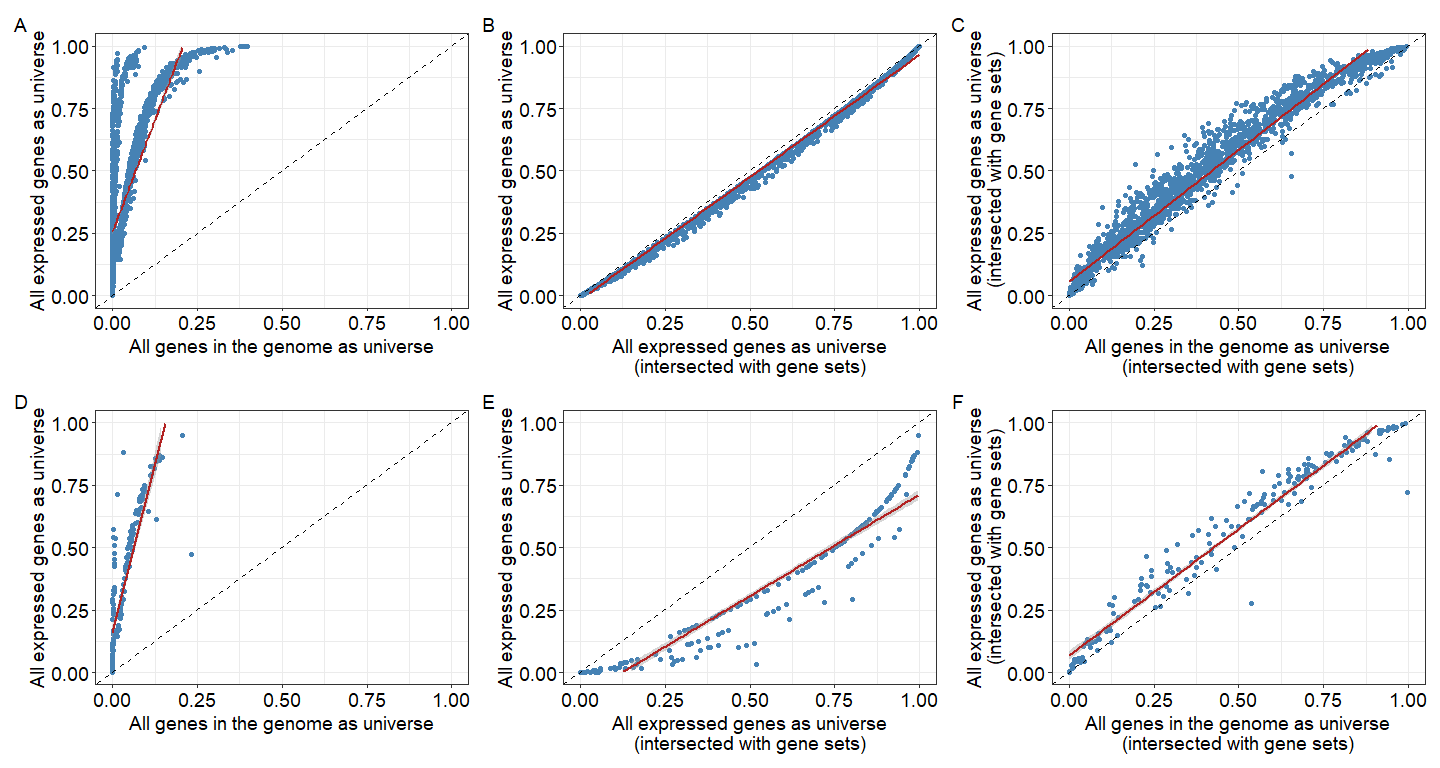 A
All expressed genes as universe
1.00
0.75
0.50
0.25
0.00
0.00 0.25 0.50 0.75 1.00
All genes in the genome as universe
B
All expressed genes as universe
1.00
0.75
0.50
0.25
0.00
0.00 0.25 0.50 0.75 1.00
All expressed genes as universe
(intersected with gene sets)
C
All expressed genes as universe
(intersected with gene sets)
1.00
0.75
0.50
0.25
0.00
0.00 0.25 0.50 0.75 1.00
All genes in the genome as universe
(intersected with gene sets)
D
All expressed genes as universe
1.00
0.75
0.50
0.25
0.00
0.00 0.25 0.50 0.75 1.00
All genes in the genome as universe
E
All expressed genes as universe
1.00
0.75
0.50
0.25
0.00
0.00 0.25 0.50 0.75 1.00
All expressed genes as universe
(intersected with gene sets)
F
All expressed genes as universe
(intersected with gene sets)
1.00
0.75
0.50
0.25
0.00
0.00 0.25 0.50 0.75 1.00
All genes in the genome as universe
(intersected with gene sets)